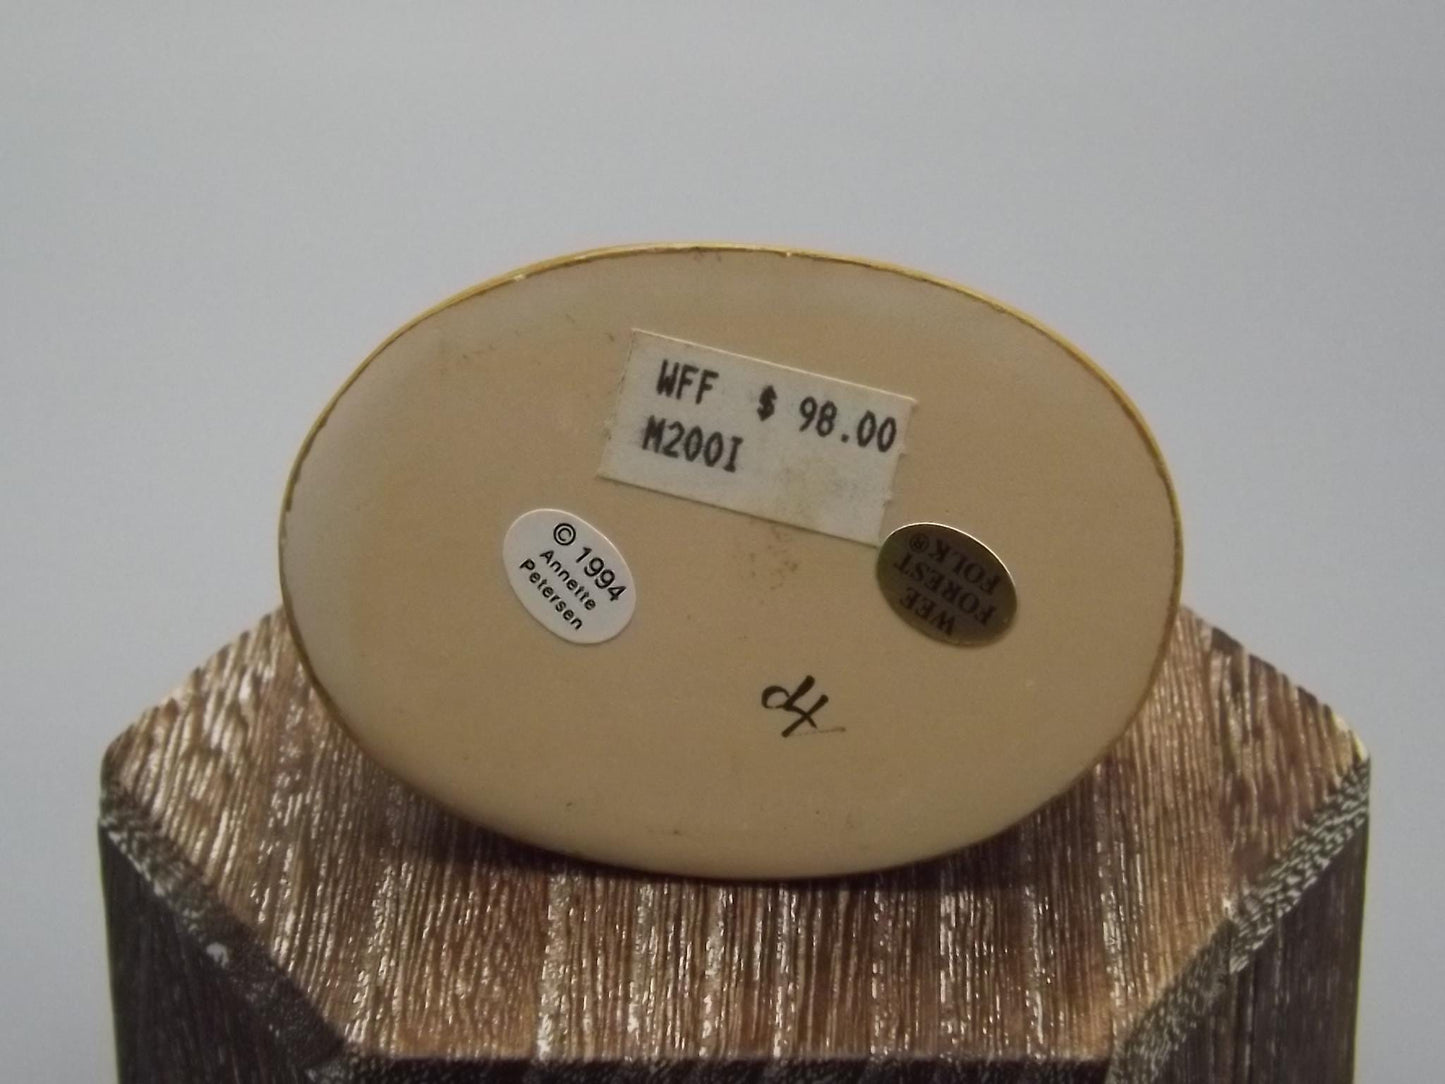 WFF $ 98.00
M200I
© 1994
Annette
Petersen
WEE
FOREST
FOLK®